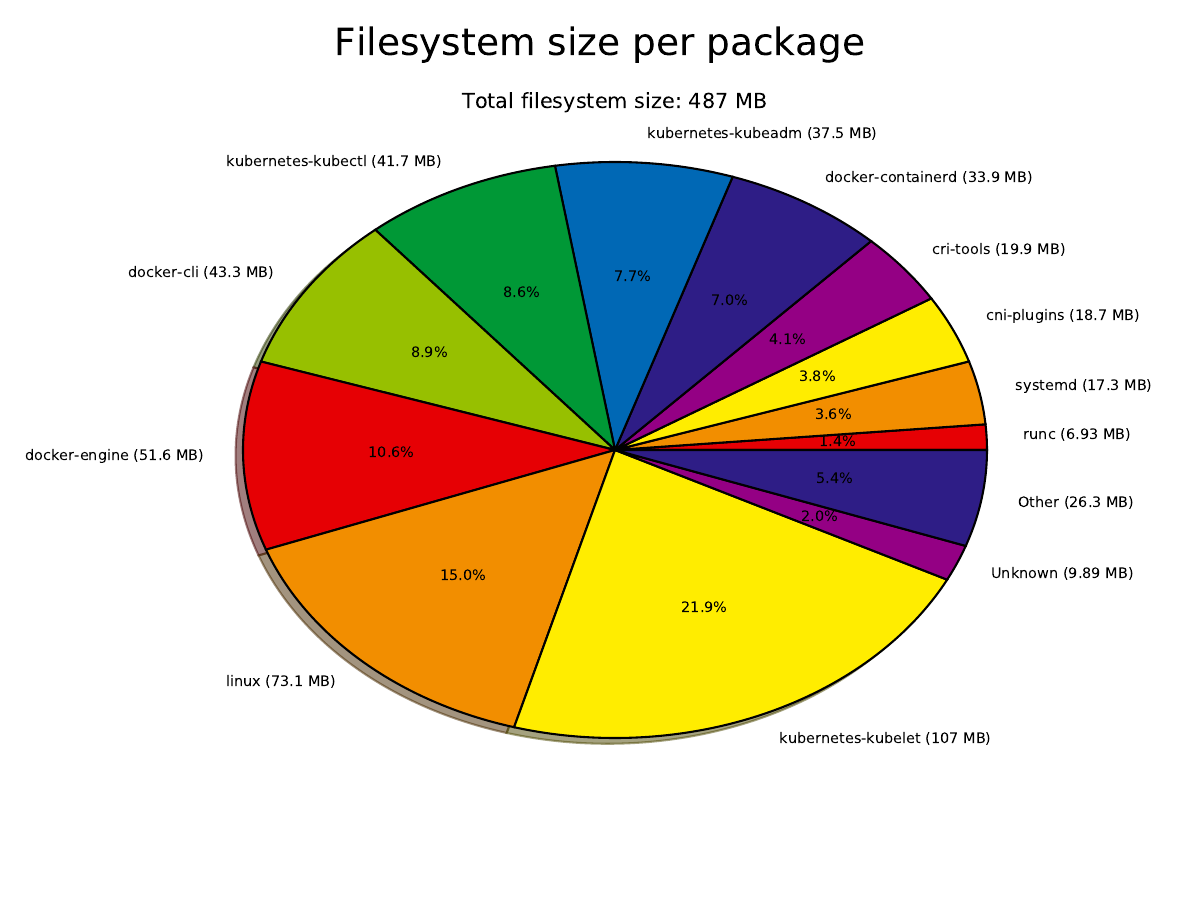 Filesystem size per package
Total filesystem size: 487 MB
kubernetes-kubeadm (37.5 MB)
kubernetes-kubectl (41.7 MB)
docker-containerd (33.9 MB)
cri-tools (19.9 MB)
docker-cli (43.3 MB)
7.7%
8.6%
7.0%
cni-plugins (18.7 MB)
4.1%
8.9%
3.8%
systemd (17.3 MB)
3.6%
runc (6.93 MB)
1.4%
docker-engine (51.6 MB)
10.6%
5.4%
Other (26.3 MB)
2.0%
Unknown (9.89 MB)
15.0%
21.9%
linux (73.1 MB)
kubernetes-kubelet (107 MB)